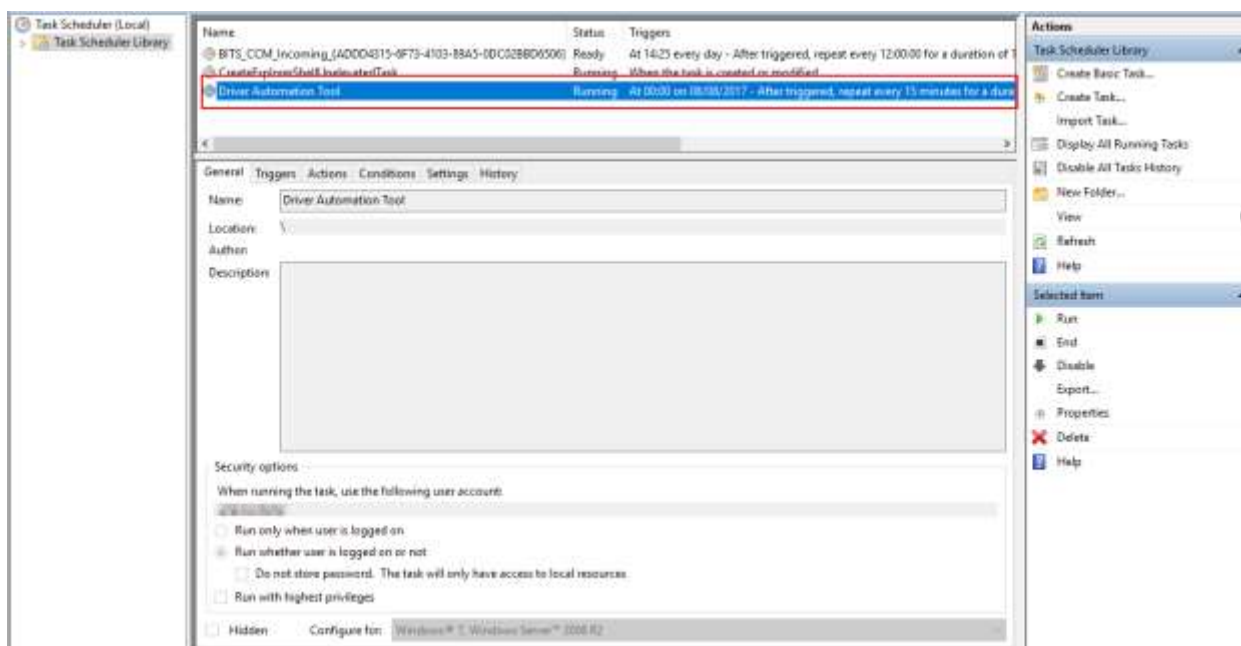 Task Scheduler (Local)
Task Scheduler Library
Name Status Triggers
BITS_CCM_Incoming_{ADDD4315-6F73-4103-88A5-0DC02BBD6506} Ready At 14:25 every day - After triggered, repeat every 12:00:00 for a duration of 1
CreateExplorerShellUnelevatedTask Running When the task is created or modified
Driver Automation Tool Running At 00:00 on 08/08/2017 - After triggered, repeat every 15 minutes for a dura
General Triggers Actions Conditions Settings History
Name: Driver Automation Tool
Location: \
Author:
Description:
Security options
When running the task, use the following user account:
Run only when user is logged on
Run whether user is logged on or not
Do not store password. The task will only have access to local resources
Run with highest privileges
Hidden Configure for: Windows® 7, Windows Server™ 2008 R2
Actions
Task Scheduler Library
Create Basic Task...
Create Task...
Import Task...
Display All Running Tasks
Disable All Tasks History
New Folder...
View
Refresh
Help
Selected Item
Run
End
Disable
Export...
Properties
Delete
Help